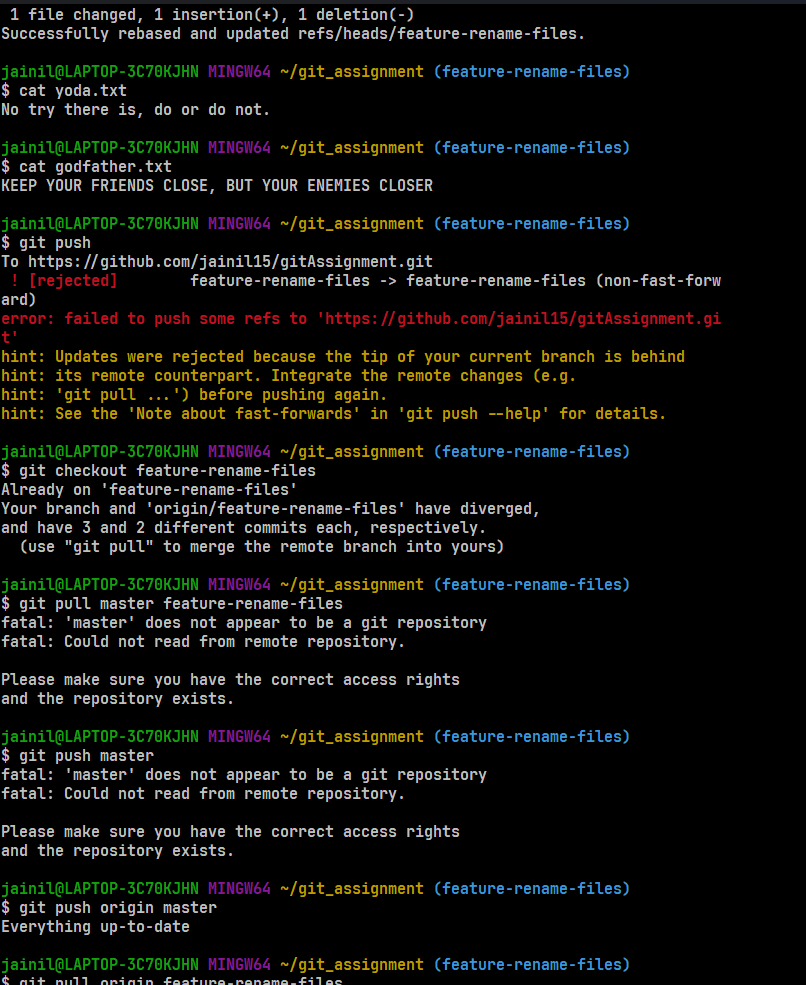 1 file changed, 1 insertion(+), 1 deletion(-)
Successfully rebased and updated refs/heads/feature-rename-files.
jainil@LAPTOP-3C70KJHN MINGW64 ~/git_assignment (feature-rename-files)
$ cat yoda.txt
No try there is, do or do not.
jainil@LAPTOP-3C70KJHN MINGW64 ~/git_assignment (feature-rename-files)
$ cat godfather.txt
KEEP YOUR FRIENDS CLOSE, BUT YOUR ENEMIES CLOSER
jainil@LAPTOP-3C70KJHN MINGW64 ~/git_assignment (feature-rename-files)
$ git push
To https://github.com/jainil15/gitAssignment.git
 ! [rejected]        feature-rename-files -> feature-rename-files (non-fast-forw
ard)
error: failed to push some refs to 'https://github.com/jainil15/gitAssignment.gi
t'
hint: Updates were rejected because the tip of your current branch is behind
hint: its remote counterpart. Integrate the remote changes (e.g.
hint: 'git pull ...') before pushing again.
hint: See the 'Note about fast-forwards' in 'git push --help' for details.
jainil@LAPTOP-3C70KJHN MINGW64 ~/git_assignment (feature-rename-files)
$ git checkout feature-rename-files
Already on 'feature-rename-files'
Your branch and 'origin/feature-rename-files' have diverged,
and have 3 and 2 different commits each, respectively.
  (use "git pull" to merge the remote branch into yours)
jainil@LAPTOP-3C70KJHN MINGW64 ~/git_assignment (feature-rename-files)
$ git pull master feature-rename-files
fatal: 'master' does not appear to be a git repository
fatal: Could not read from remote repository.
Please make sure you have the correct access rights
and the repository exists.
jainil@LAPTOP-3C70KJHN MINGW64 ~/git_assignment (feature-rename-files)
$ git push master
fatal: 'master' does not appear to be a git repository
fatal: Could not read from remote repository.
Please make sure you have the correct access rights
and the repository exists.
jainil@LAPTOP-3C70KJHN MINGW64 ~/git_assignment (feature-rename-files)
$ git push origin master
Everything up-to-date
jainil@LAPTOP-3C70KJHN MINGW64 ~/git_assignment (feature-rename-files)
$ git pull origin feature-rename-files